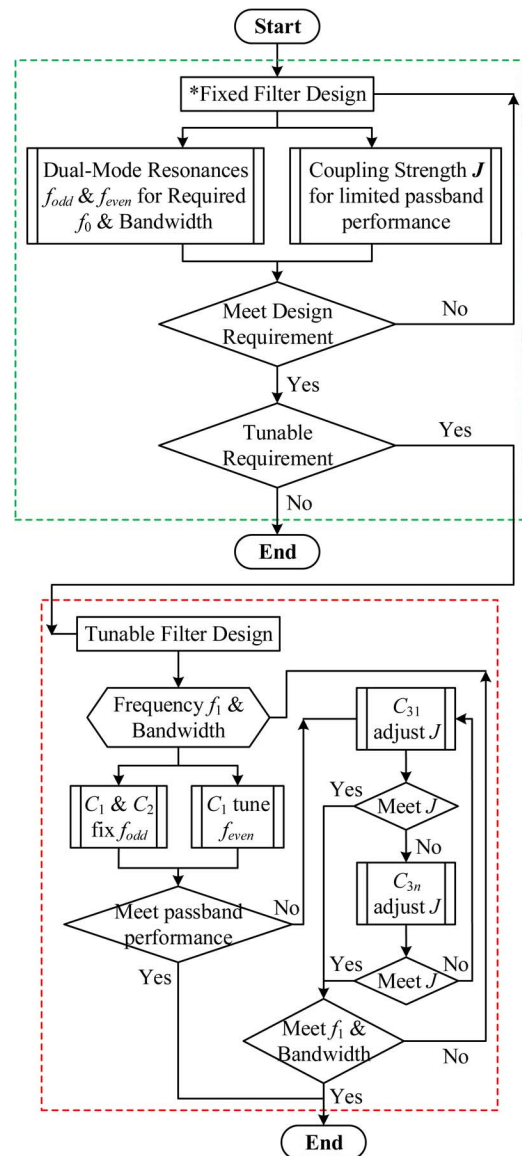 Start
*Fixed Filter Design
Dual-Mode Resonances
f_odd & f_even for Required
f_0 & Bandwidth
Coupling Strength J
for limited passband
performance
Meet Design
Requirement
No
Yes
Tunable
Requirement
Yes
No
End
Tunable Filter Design
Frequency f_1 &
Bandwidth
C_1 & C_2
fix f_odd
C_1 tune
f_even
C_31
adjust J
Yes
Meet J
No
C_3n
adjust J
Meet passband
performance
No
Yes
Yes
Meet J
No
Meet f_1 &
Bandwidth
No
Yes
End